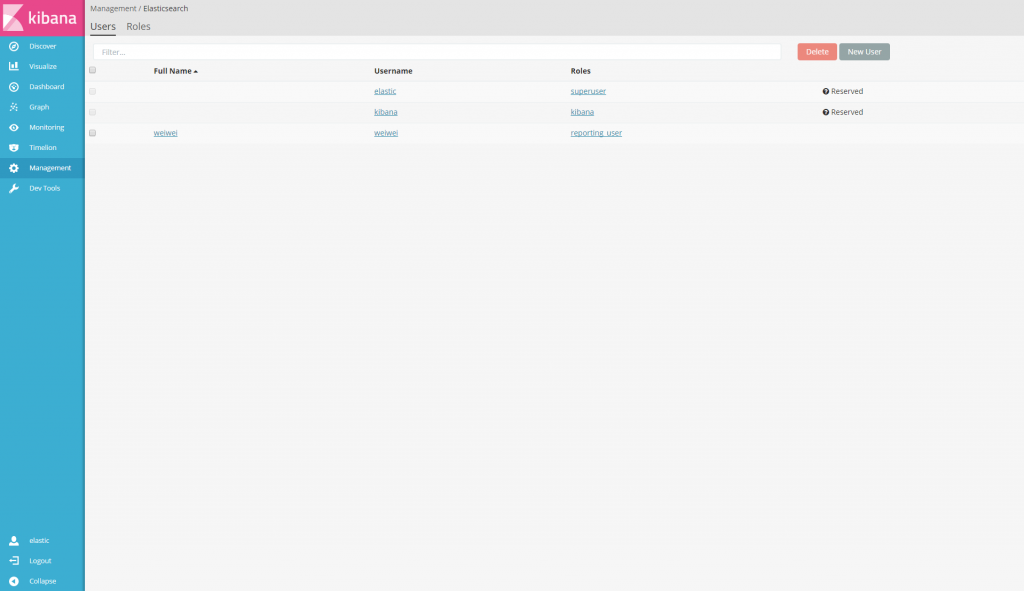 kibana
Discover
Visualize
Dashboard
Graph
Monitoring
Timelion
Management
Dev Tools
elastic
Logout
Collapse
Management / Elasticsearch
Users Roles
Filter...
Delete New User
Full Name Username Roles
elastic superuser Reserved
kibana kibana Reserved
weiwei weiwei reporting_user